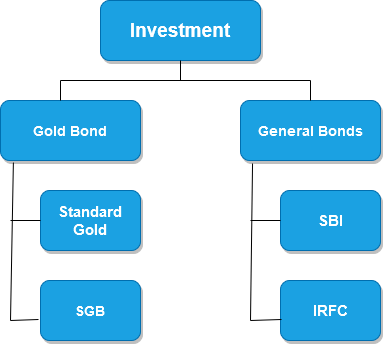 Investment
Gold Bond
General Bonds
Standard
Gold
SBI
SGB
IRFC